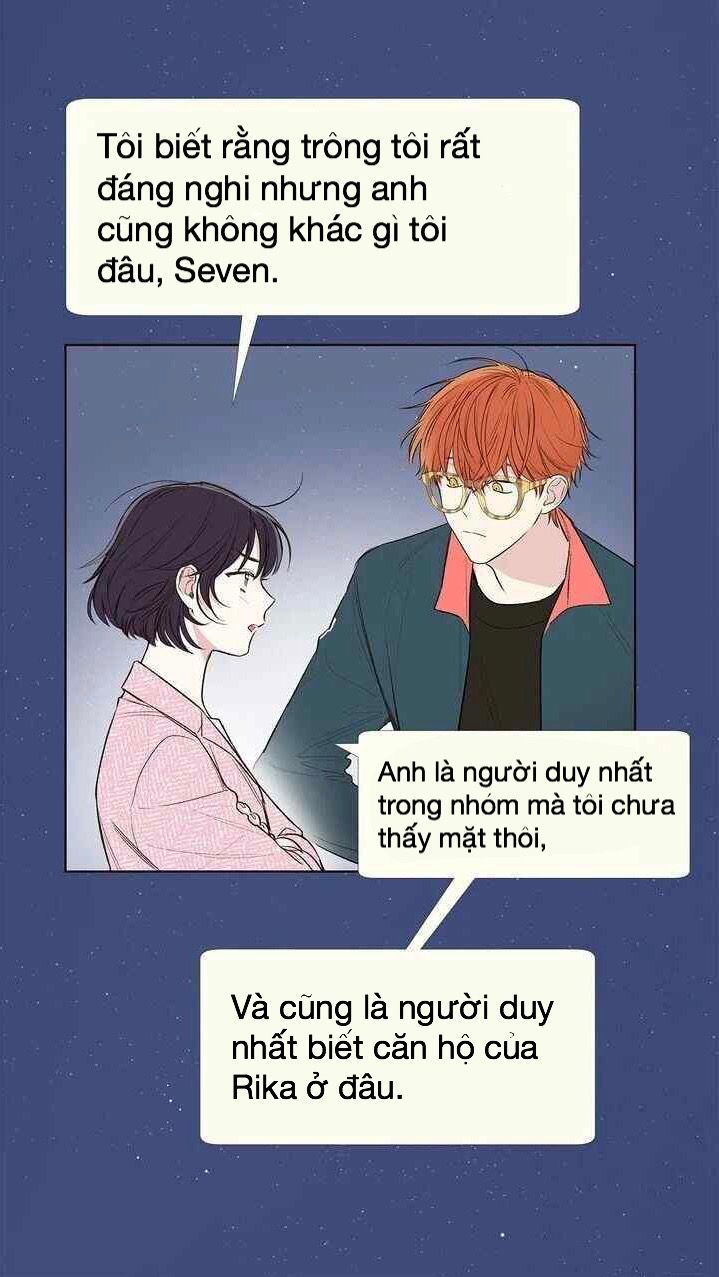 Tôi biết rằng trông tôi rất
đáng nghi nhưng anh
cũng không khác gì tôi
đâu, Seven.
Anh là người duy nhất
trong nhóm mà tôi chưa
thấy mặt thôi,
Và cũng là người duy
nhất biết căn hộ của
Rika ở đâu.